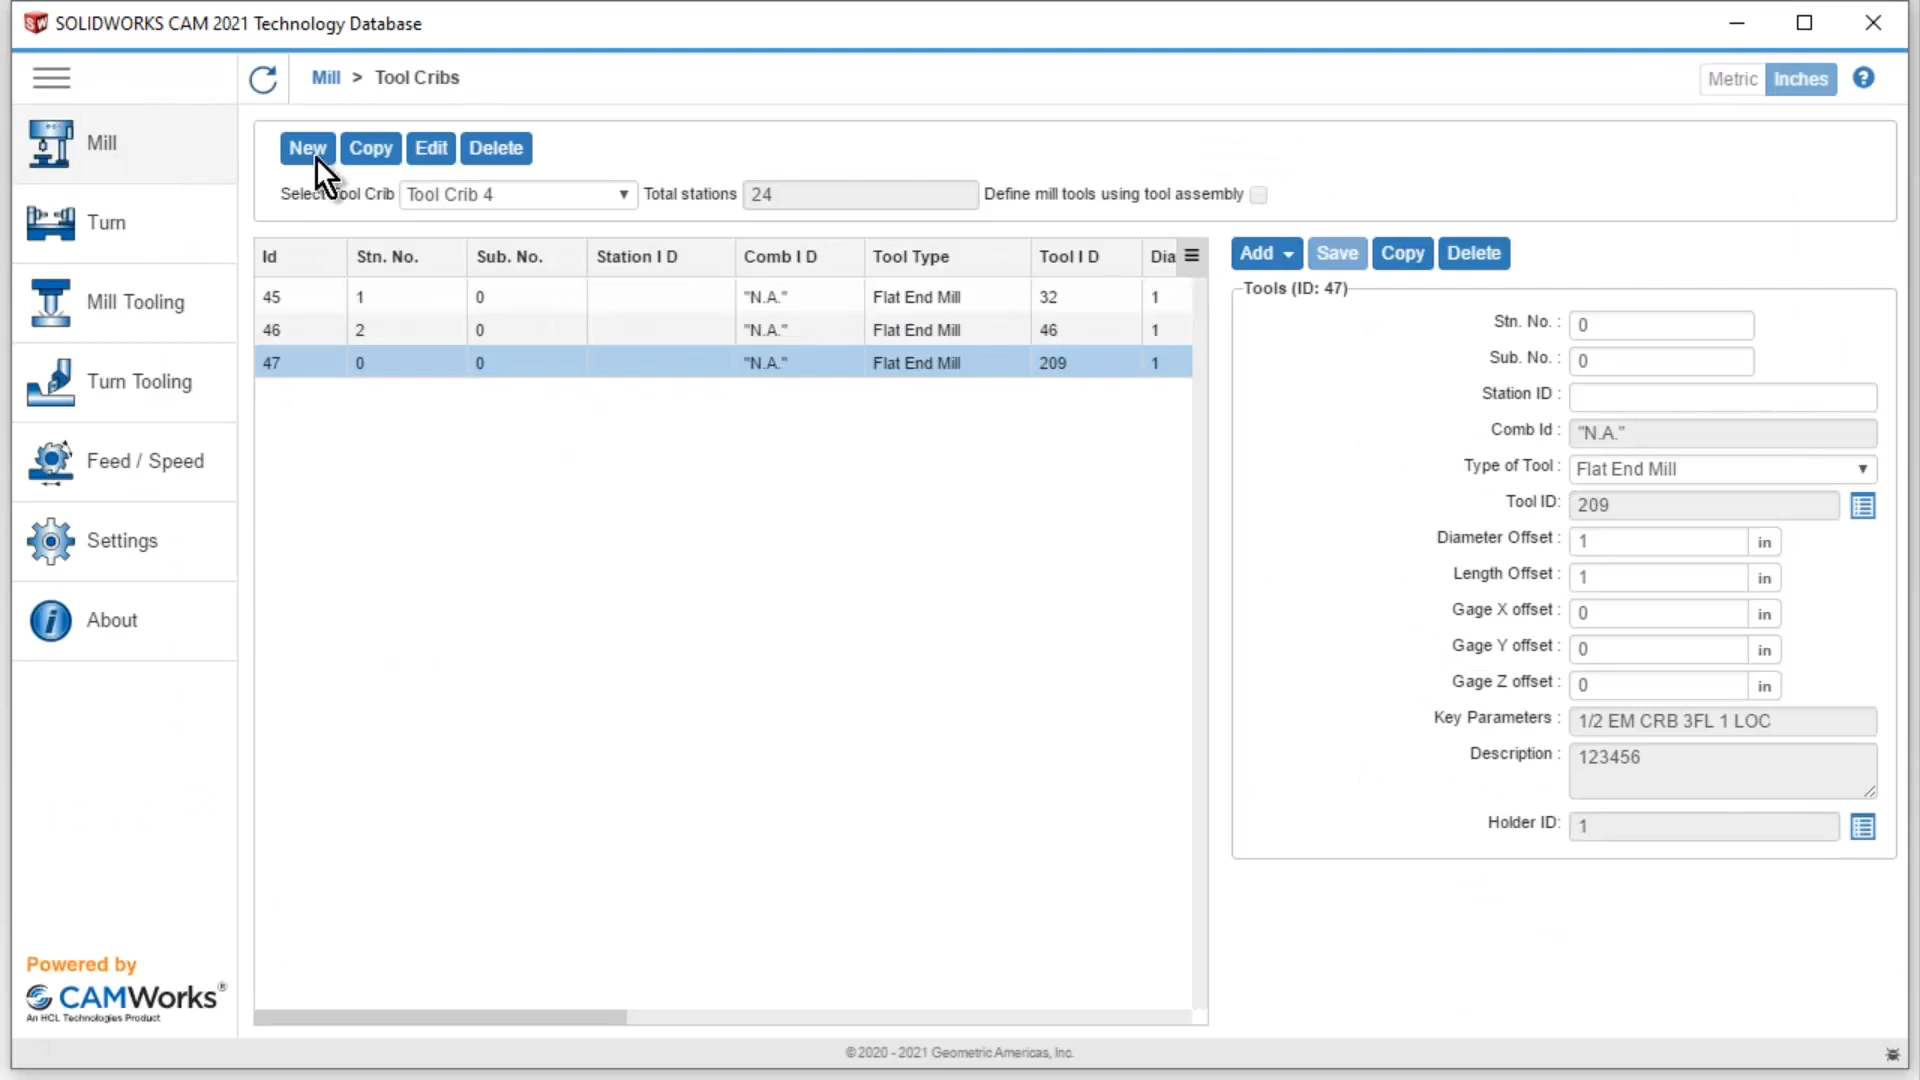 SOLIDWORKS CAM 2021 Technology Database
Mill > Tool Cribs
Metric Inches ?
Mill
Turn
Mill Tooling
Turn Tooling
Feed / Speed
Settings
About
Powered by
CAMWorks®
An HCL Technologies Product
New Copy Edit Delete
Tool Crib Tool Crib 4 Total stations 24 Define mill tools using tool assembly
Id Stn. No. Sub. No. Station I D Comb I D Tool Type Tool I D Dia
45 1 0 "N.A." Flat End Mill 32 1
46 2 0 "N.A." Flat End Mill 46 1
47 0 0 "N.A." Flat End Mill 209 1
Add Save Copy Delete
Tools (ID: 47)
Stn. No. : 0
Sub. No. : 0
Station ID :
Comb Id : "N.A."
Type of Tool : Flat End Mill
Tool ID: 209
Diameter Offset : 1 in
Length Offset : 1 in
Gage X offset : 0 in
Gage Y offset : 0 in
Gage Z offset : 0 in
Key Parameters : 1/2 EM CRB 3FL 1 LOC
Description : 123456
Holder ID: 1
© 2020 - 2021 Geometric Americas, Inc.